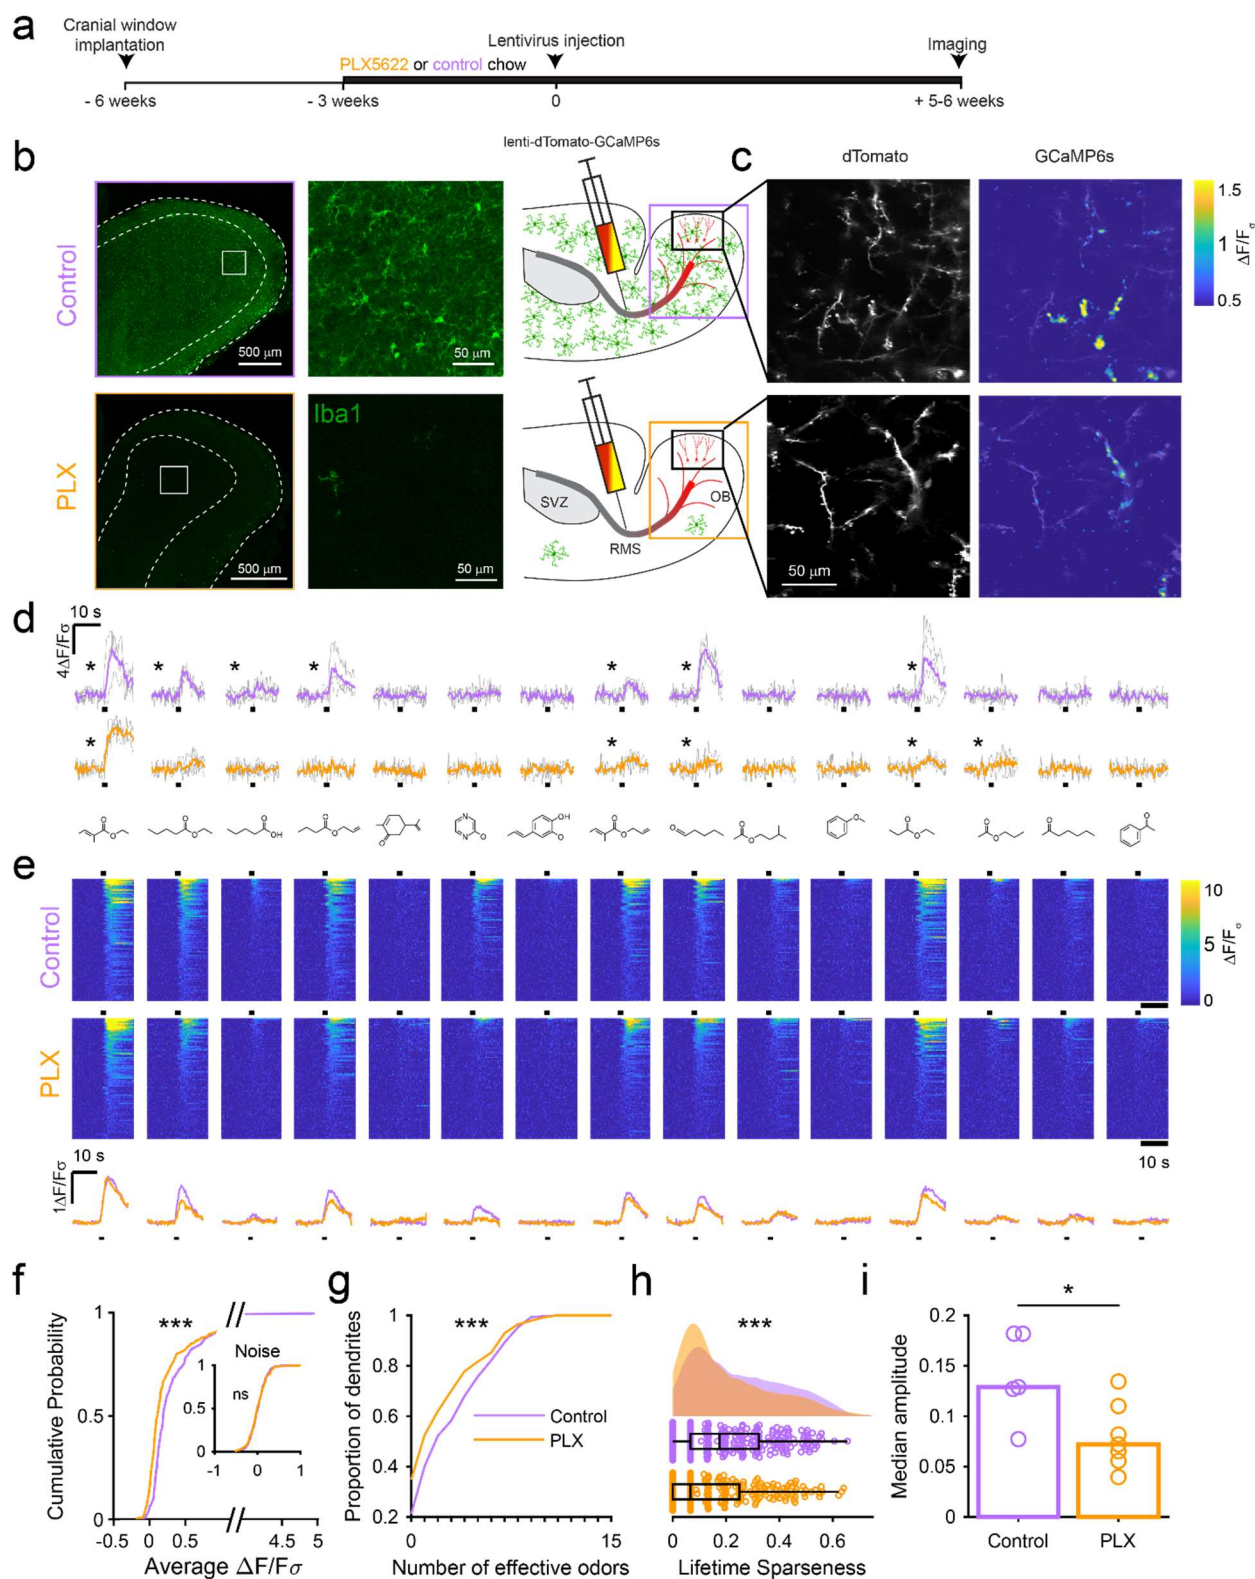 a
Cranial window
implantation
Lentivirus injection
Imaging
PLX5622 or control chow
- 6 weeks
- 3 weeks
0
+ 5-6 weeks
b
lenti-dTomato-GCaMP6s
c
dTomato
GCaMP6s
Control
500 µm
50 µm
1.5
1
0.5
ΔF/Fσ
PLX
Iba1
500 µm
50 µm
SVZ
RMS
OB
50 µm
d
10 s
4ΔF/Fσ
* * * * * * *
* * * * *
O
O
O
O
O
OH
O
O
O
N
N
O
OH
O
O
O
O
O
O
O
O
O
O
O
O
O
O
e
Control
10
5
0
ΔF/Fσ
PLX
10 s
10 s
1ΔF/Fσ
f
Cumulative Probability
1
0.5
0
***
Noise
ns
1
0.5
0
-1 0 1
-0.5 0 0.5 4.5 5
Average ΔF/Fσ
g
Proportion of dendrites
1
0.8
0.6
0.4
0.2
***
Control
PLX
0 15
Number of effective odors
h
***
0 0.2 0.4 0.6
Lifetime Sparseness
i
*
Median amplitude
0.2
0.15
0.1
0.05
0
Control PLX